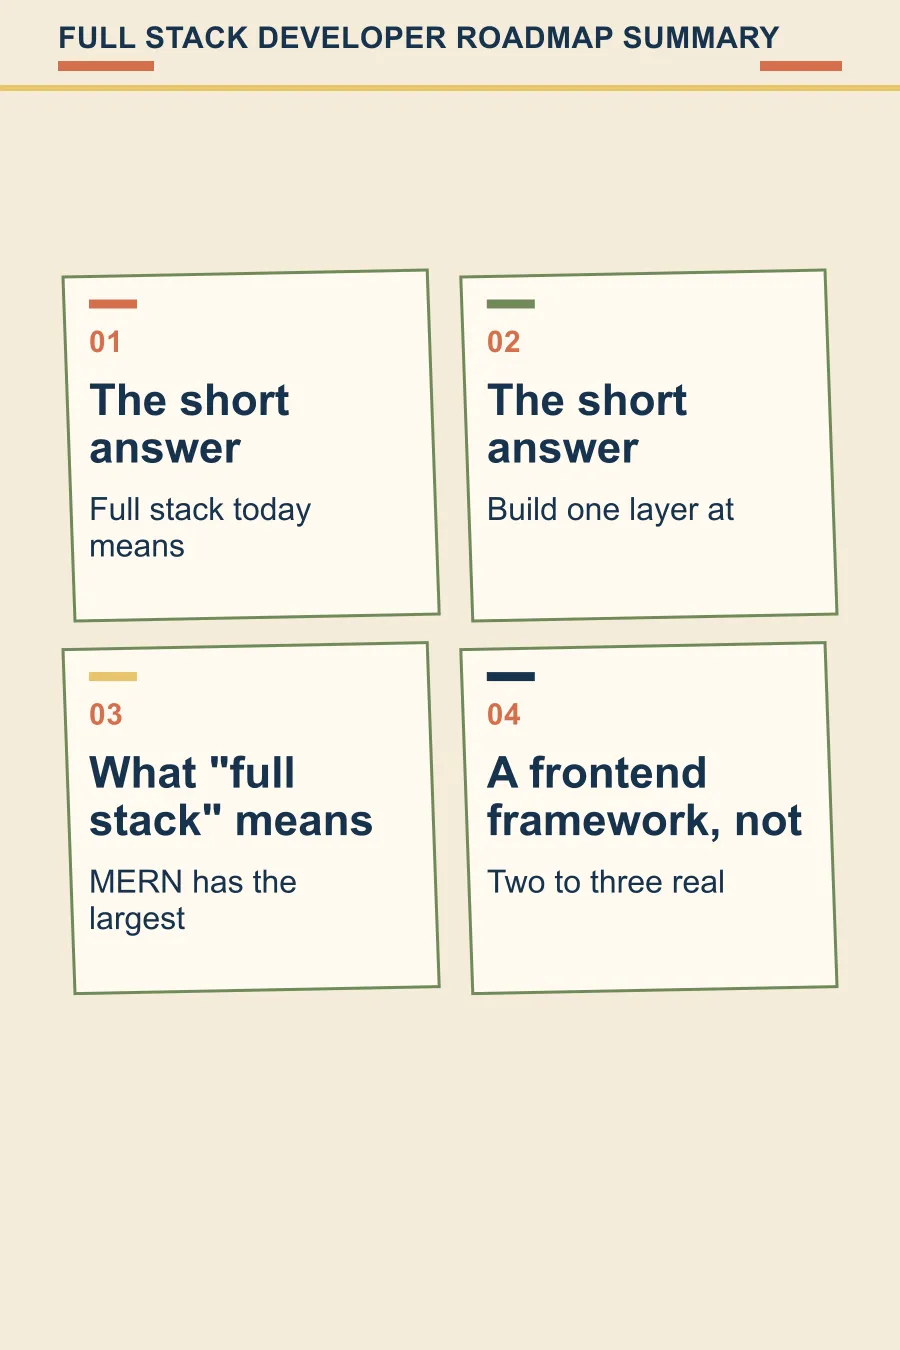 FULL STACK DEVELOPER ROADMAP SUMMARY
01
The short
answer
Full stack today
means
02
The short
answer
Build one layer at
03
What "full
stack" means
MERN has the
largest
04
A frontend
framework, not
Two to three real